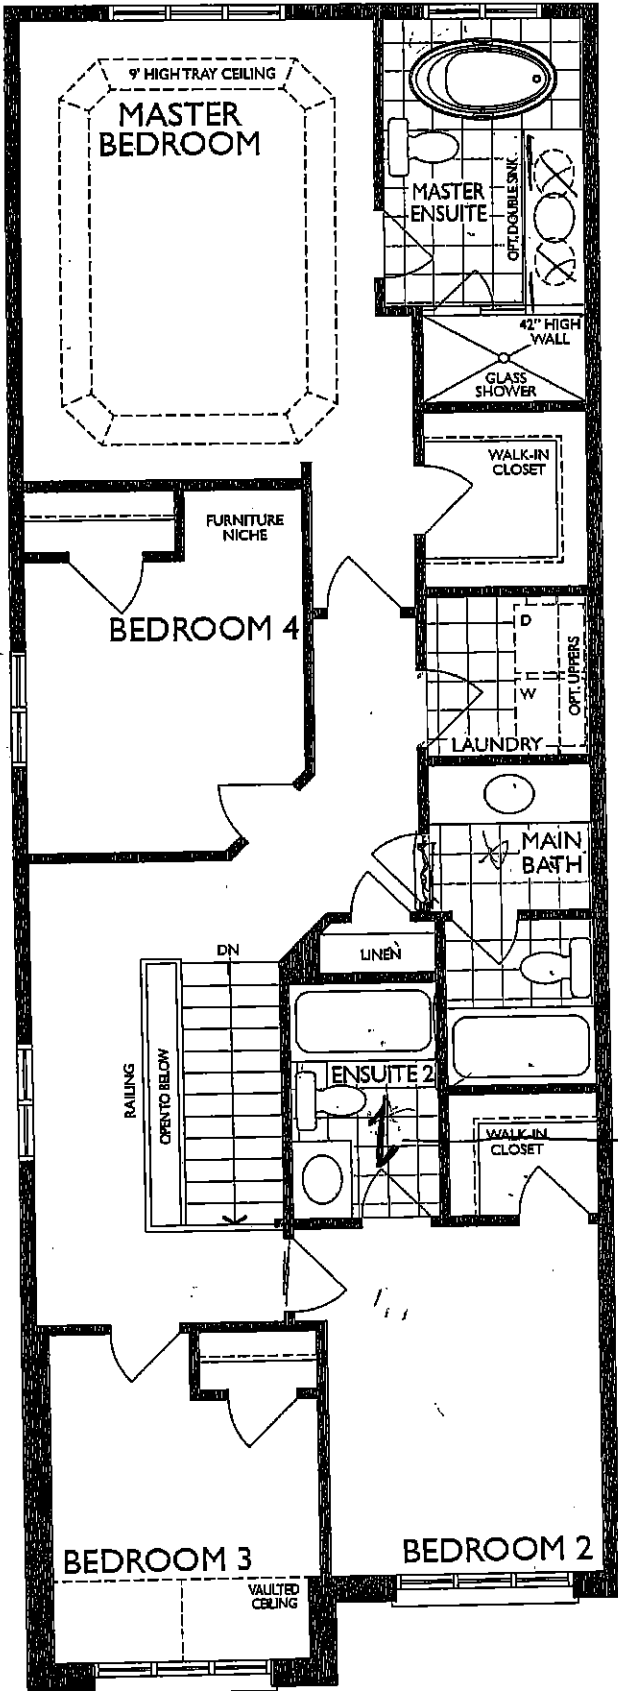 9' HIGH TRAY CEILING
MASTER
BEDROOM
MASTER
ENSUITE
OPT. DOUBLE SINK
42" HIGH
WALL
GLASS
SHOWER
WALK-IN
CLOSET
FURNITURE
NICHE
BEDROOM 4
D
W
OPT. UPPERS
LAUNDRY
MAIN
BATH
LINEN
DN
RAILING
OPEN TO BELOW
ENSUITE 2
WALK-IN
CLOSET
BEDROOM 3
VAULTED
CEILING
BEDROOM 2